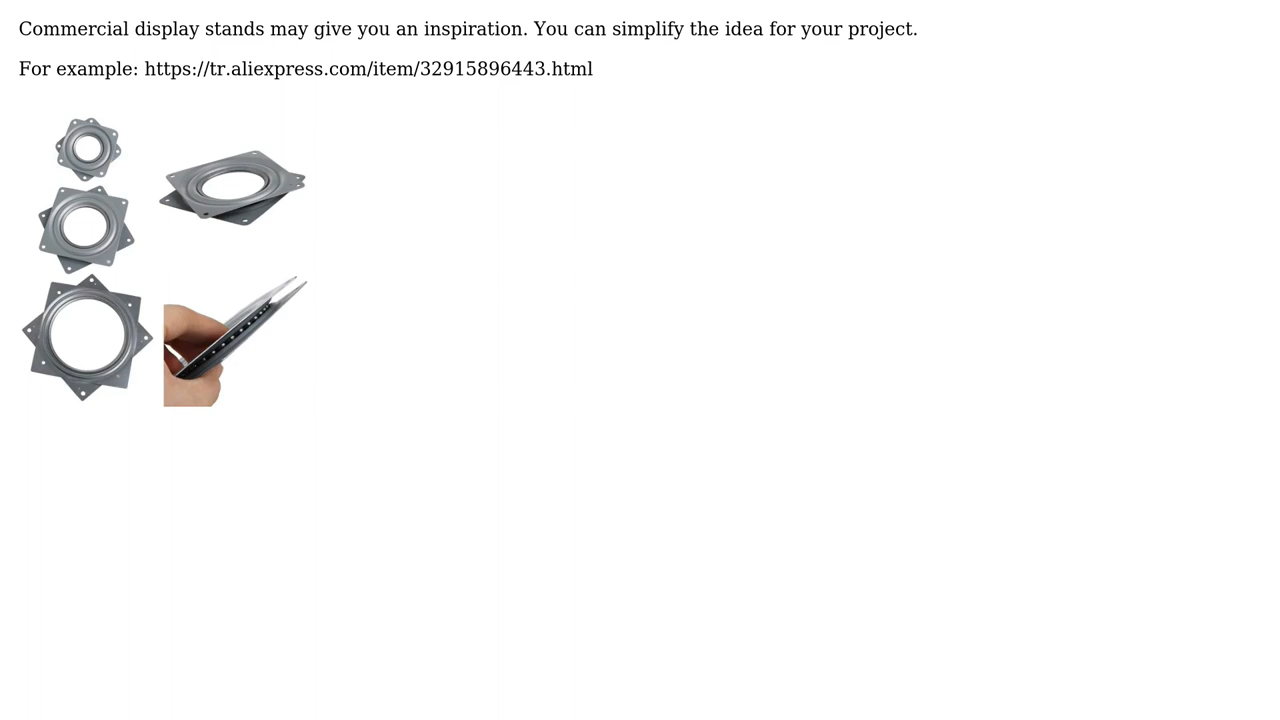 Commercial display stands may give you an inspiration. You can simplify the idea for your project.
For example: https://tr.aliexpress.com/item/32915896443.html